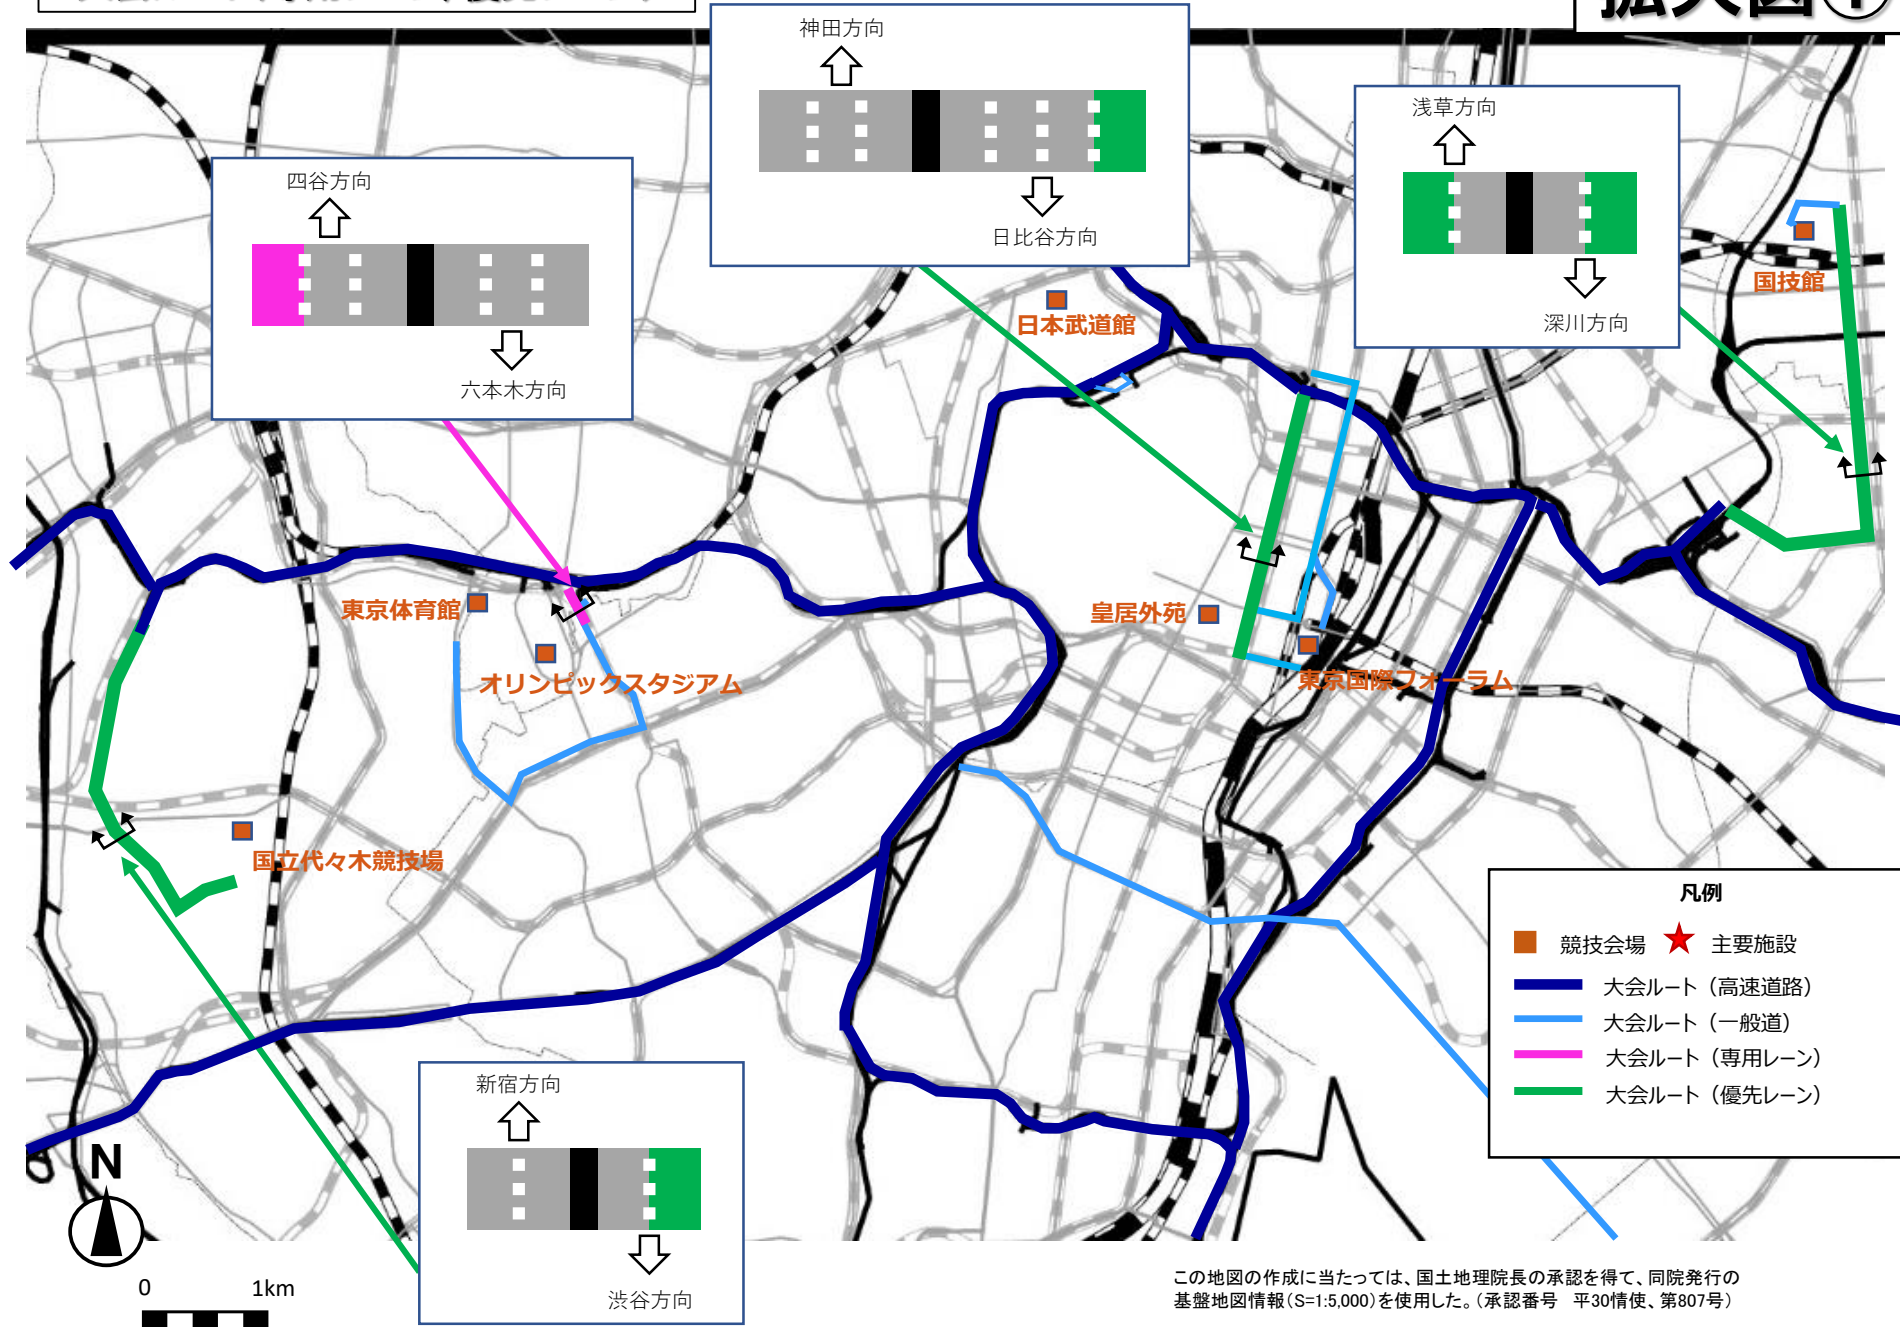 拡大図①
神田方向
日比谷方向
浅草方向
深川方向
四谷方向
六本木方向
国技館
日本武道館
東京体育館
オリンピックスタジアム
皇居外苑
東京国際フォーラム
国立代々木競技場
凡例
競技会場 主要施設
大会ルート（高速道路）
大会ルート（一般道）
大会ルート（専用レーン）
大会ルート（優先レーン）
新宿方向
渋谷方向
N
0 1km
この地図の作成に当たっては、国土地理院長の承認を得て、同院発行の
基盤地図情報（S=1:5,000）を使用した。（承認番号　平30情使、第807号）